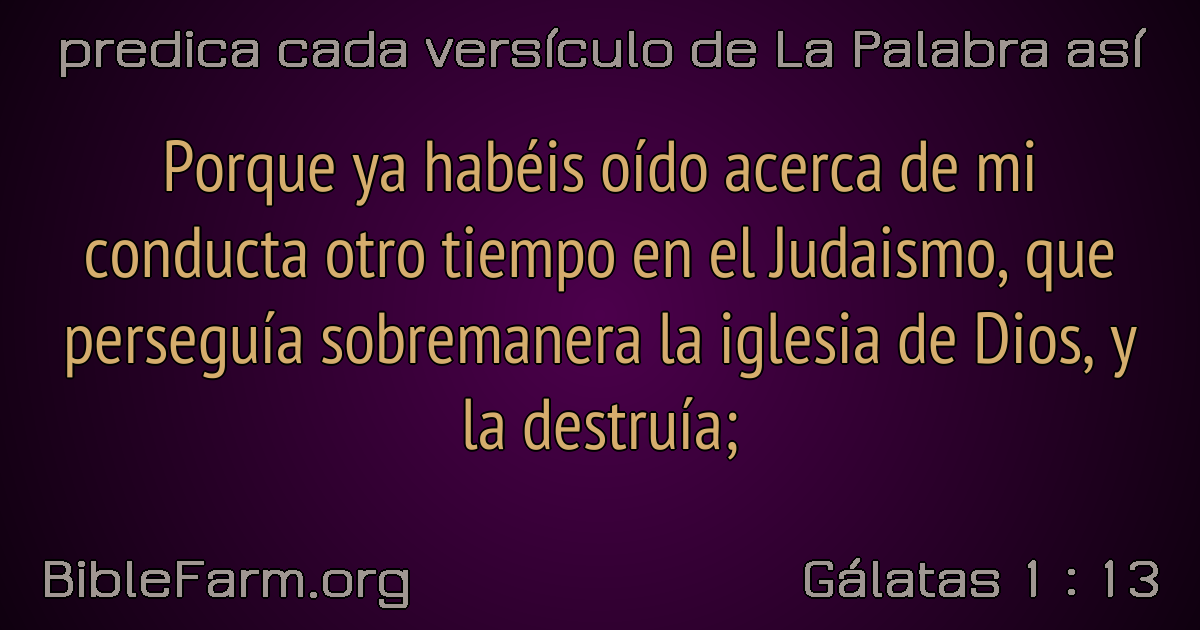 predica cada versículo de La Palabra así
Porque ya habéis oído acerca de mi
conducta otro tiempo en el Judaismo, que
perseguía sobremanera la iglesia de Dios, y
la destruía;
BibleFarm.org
Gálatas 1 : 13